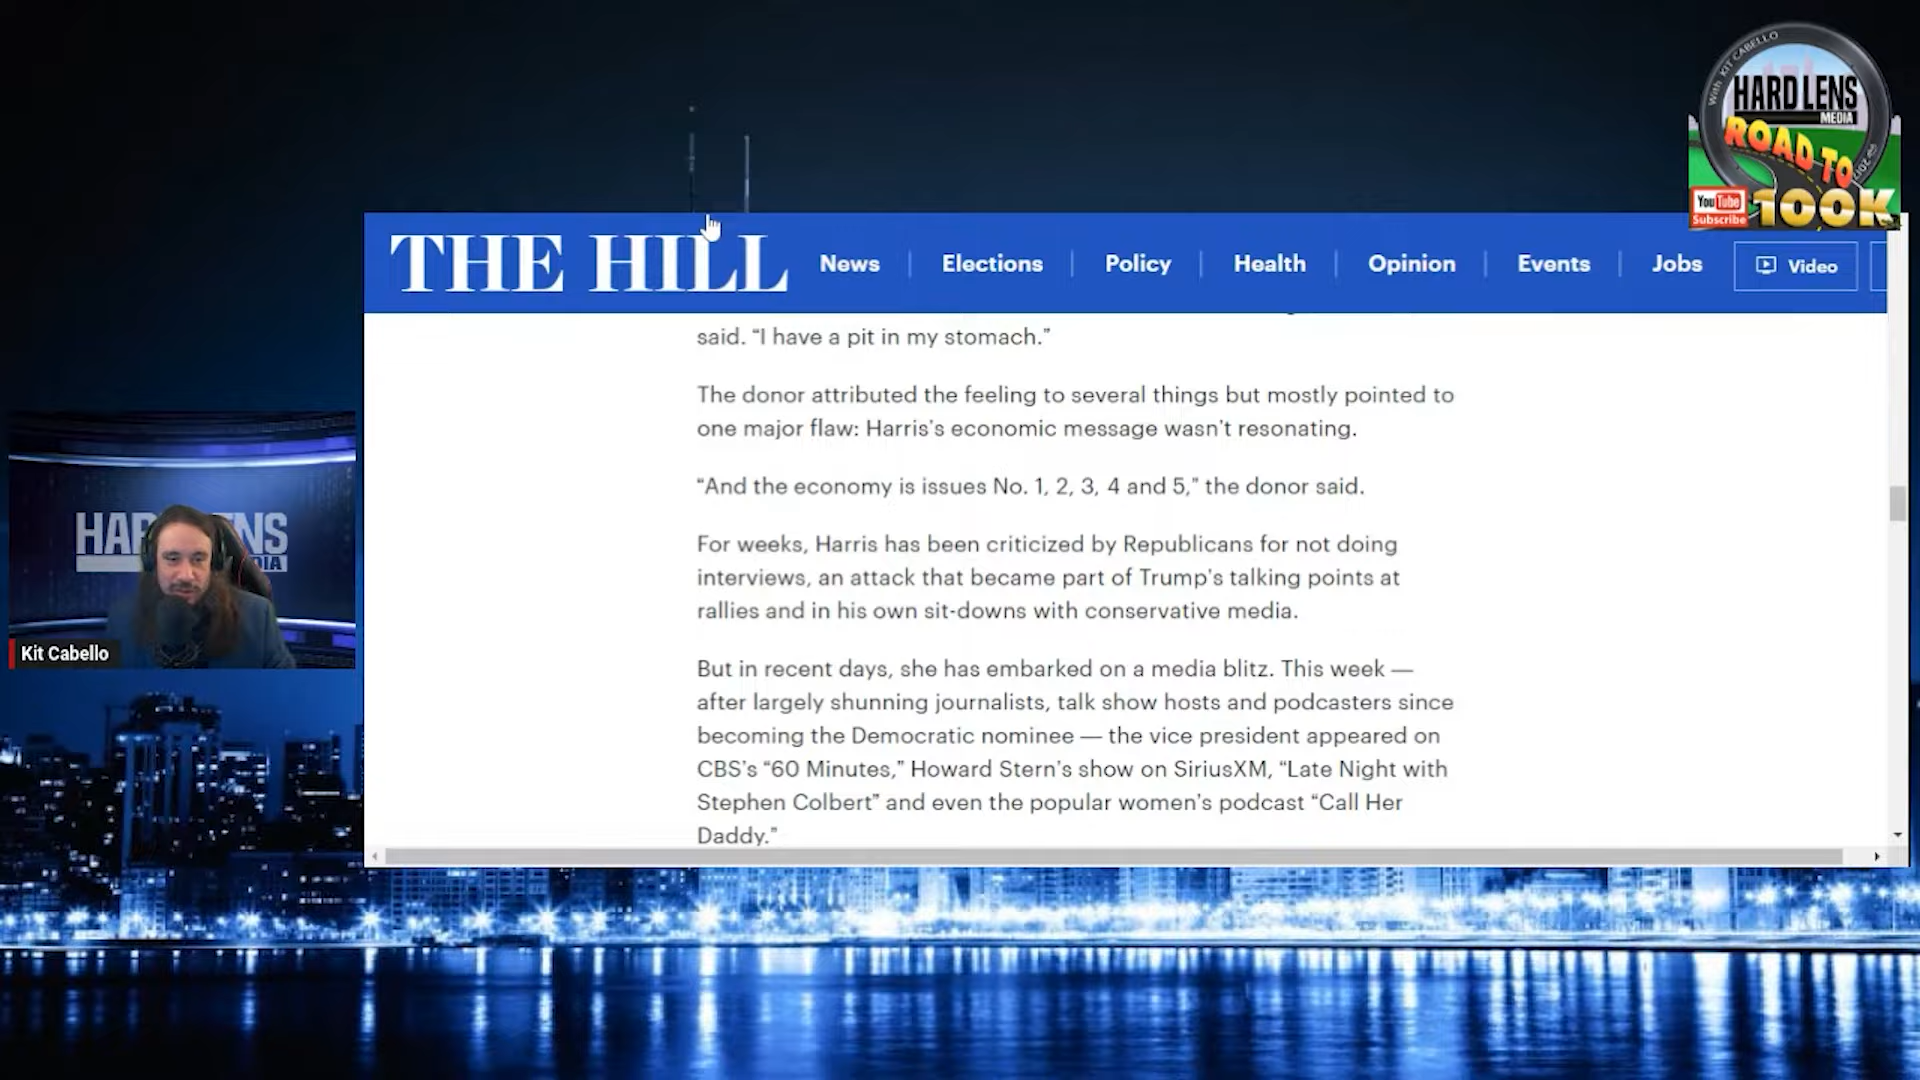 With KIT CABELLO
HARD LENS
MEDIA
ROAD TO
YouTube
Subscribe
100K
THE HILL
News
Elections
Policy
Health
Opinion
Events
Jobs
Video
said. “I have a pit in my stomach.”
The donor attributed the feeling to several things but mostly pointed to
one major flaw: Harris’s economic message wasn’t resonating.
“And the economy is issues No. 1, 2, 3, 4 and 5,” the donor said.
For weeks, Harris has been criticized by Republicans for not doing
interviews, an attack that became part of Trump’s talking points at
rallies and in his own sit-downs with conservative media.
But in recent days, she has embarked on a media blitz. This week —
after largely shunning journalists, talk show hosts and podcasters since
becoming the Democratic nominee — the vice president appeared on
CBS’s “60 Minutes,” Howard Stern’s show on SiriusXM, “Late Night with
Stephen Colbert” and even the popular women’s podcast “Call Her
Daddy.”
Kit Cabello